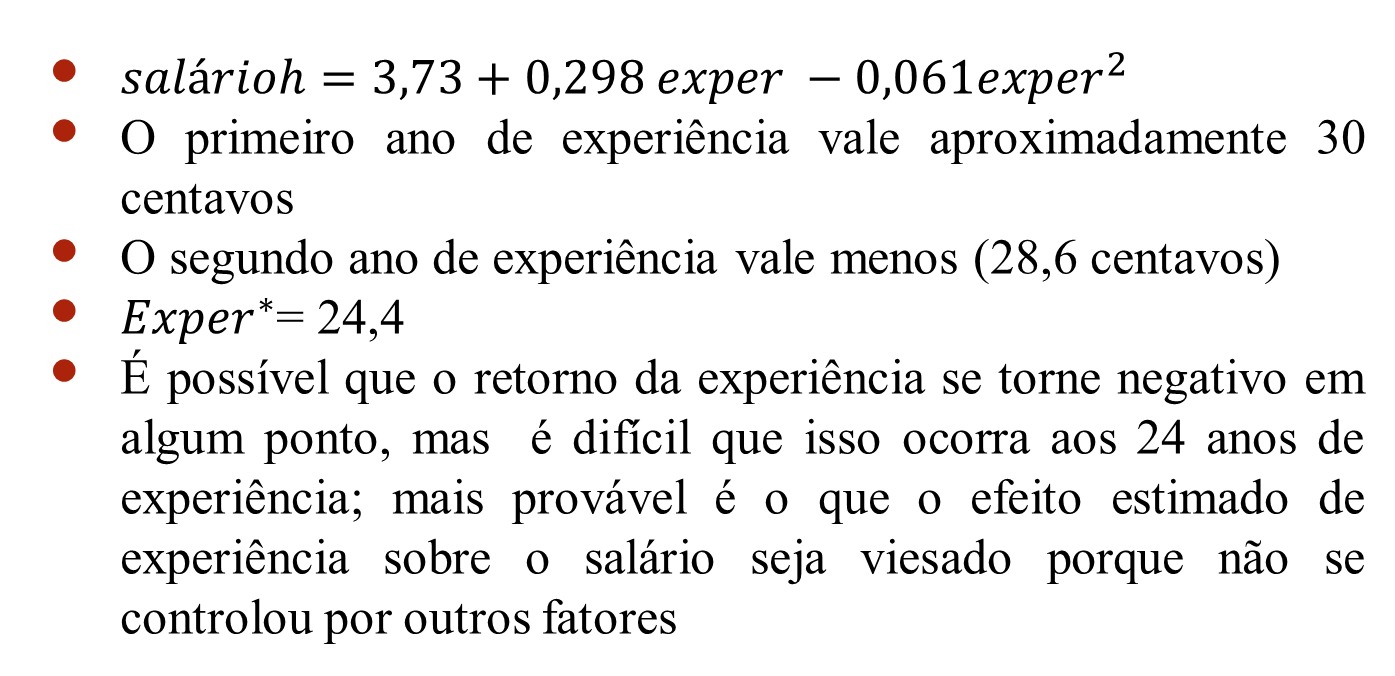 • salárioh = 3,73 + 0,298 exper − 0,061exper²
• O primeiro ano de experiência vale aproximadamente 30
centavos
• O segundo ano de experiência vale menos (28,6 centavos)
• Exper*= 24,4
• É possível que o retorno da experiência se torne negativo em
algum ponto, mas é difícil que isso ocorra aos 24 anos de
experiência; mais provável é o que o efeito estimado de
experiência sobre o salário seja viesado porque não se
controlou por outros fatores